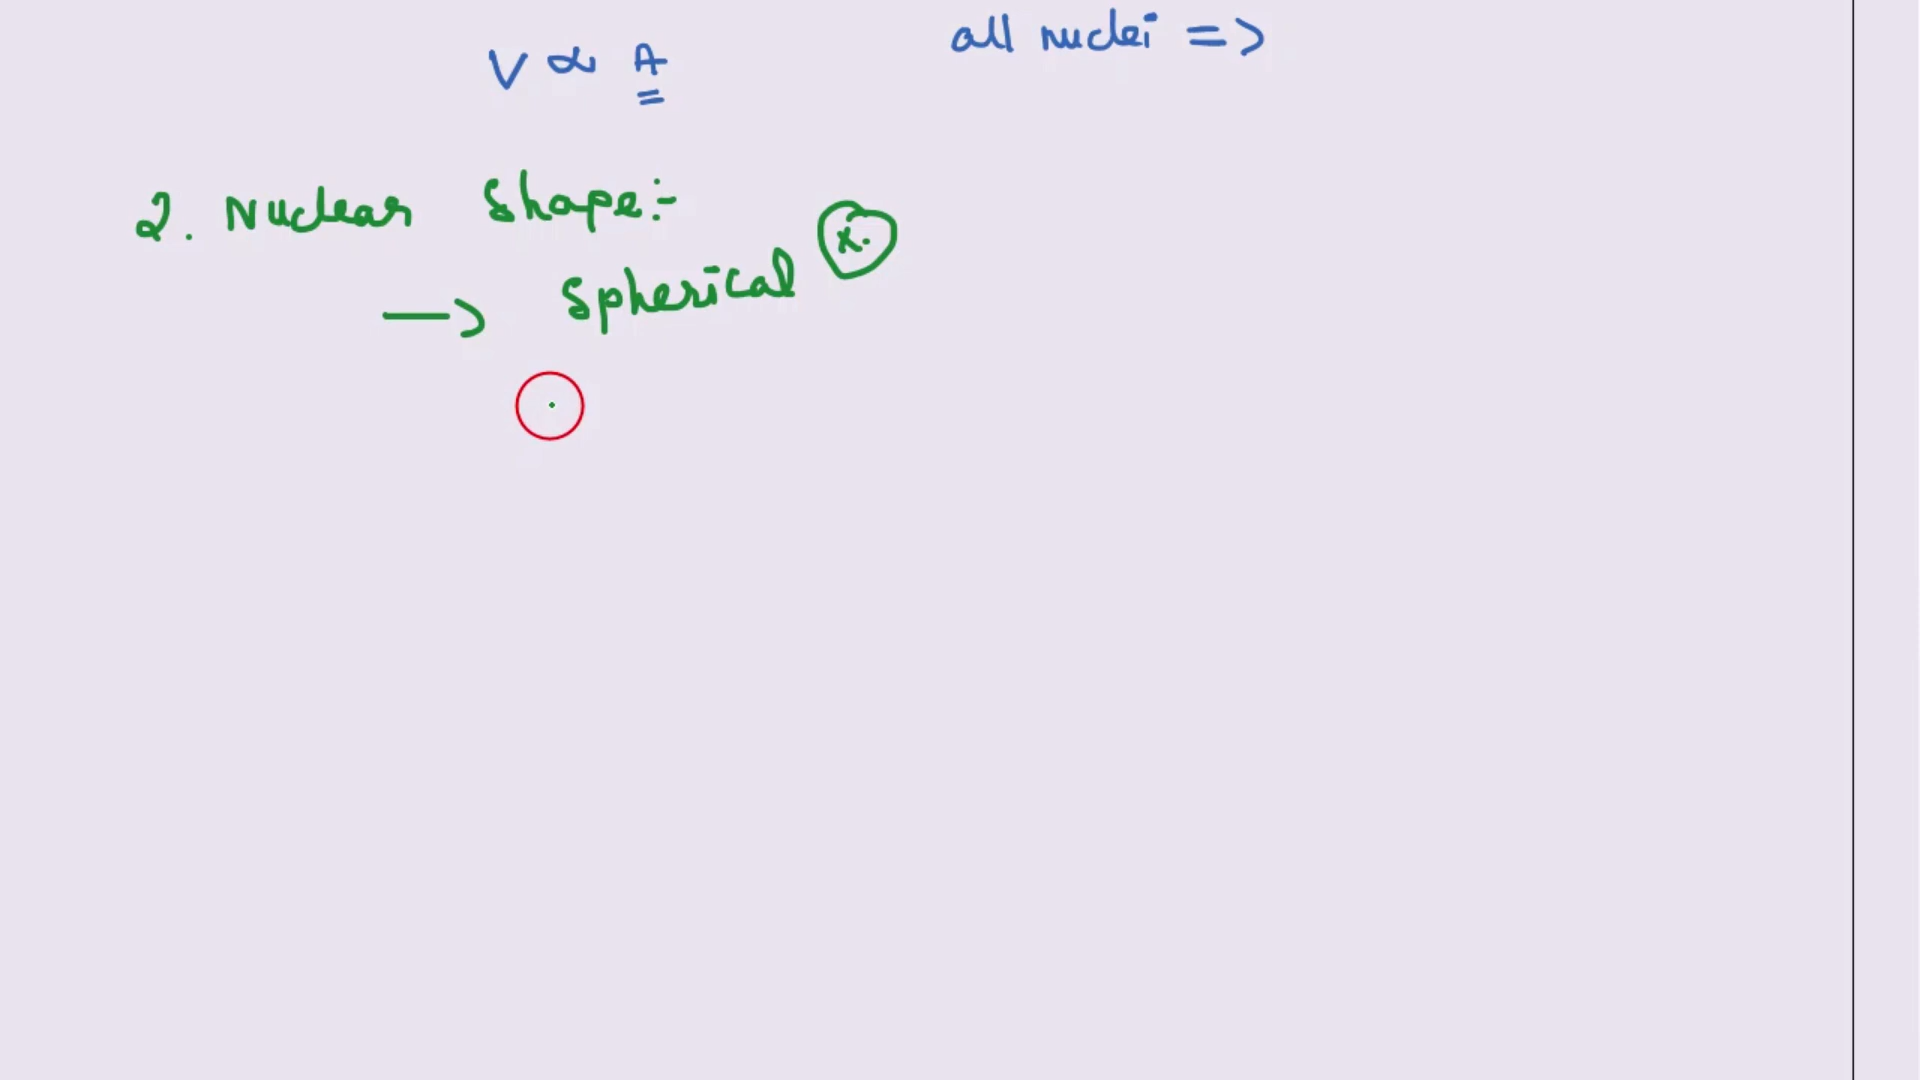 V ∝ A
all nuclei =>
2. Nuclear Shape:-
→ Spherical x.